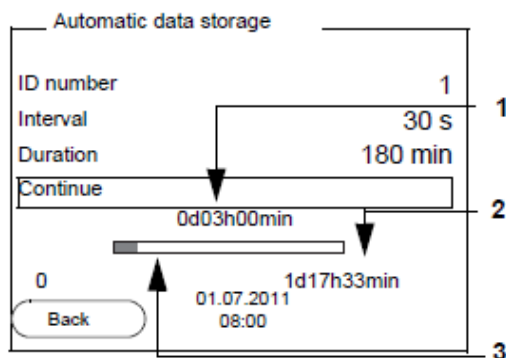 Automatic data storage
ID number 1
Interval 30 s
Duration 180 min
Continue
0d03h00min
0 1d17h33min
01.07.2011
Back 08:00
1
2
3